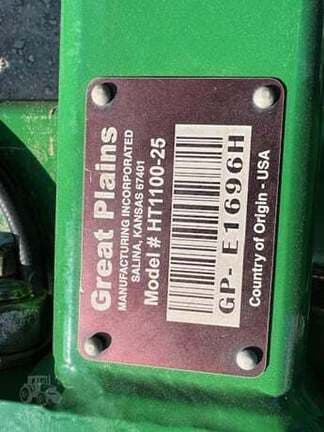 Great Plains
MANUFACTURING INCORPORATED
SALINA, KANSAS 67401
Model # HT1100-25
GP- E1696H
Country of Origin - USA